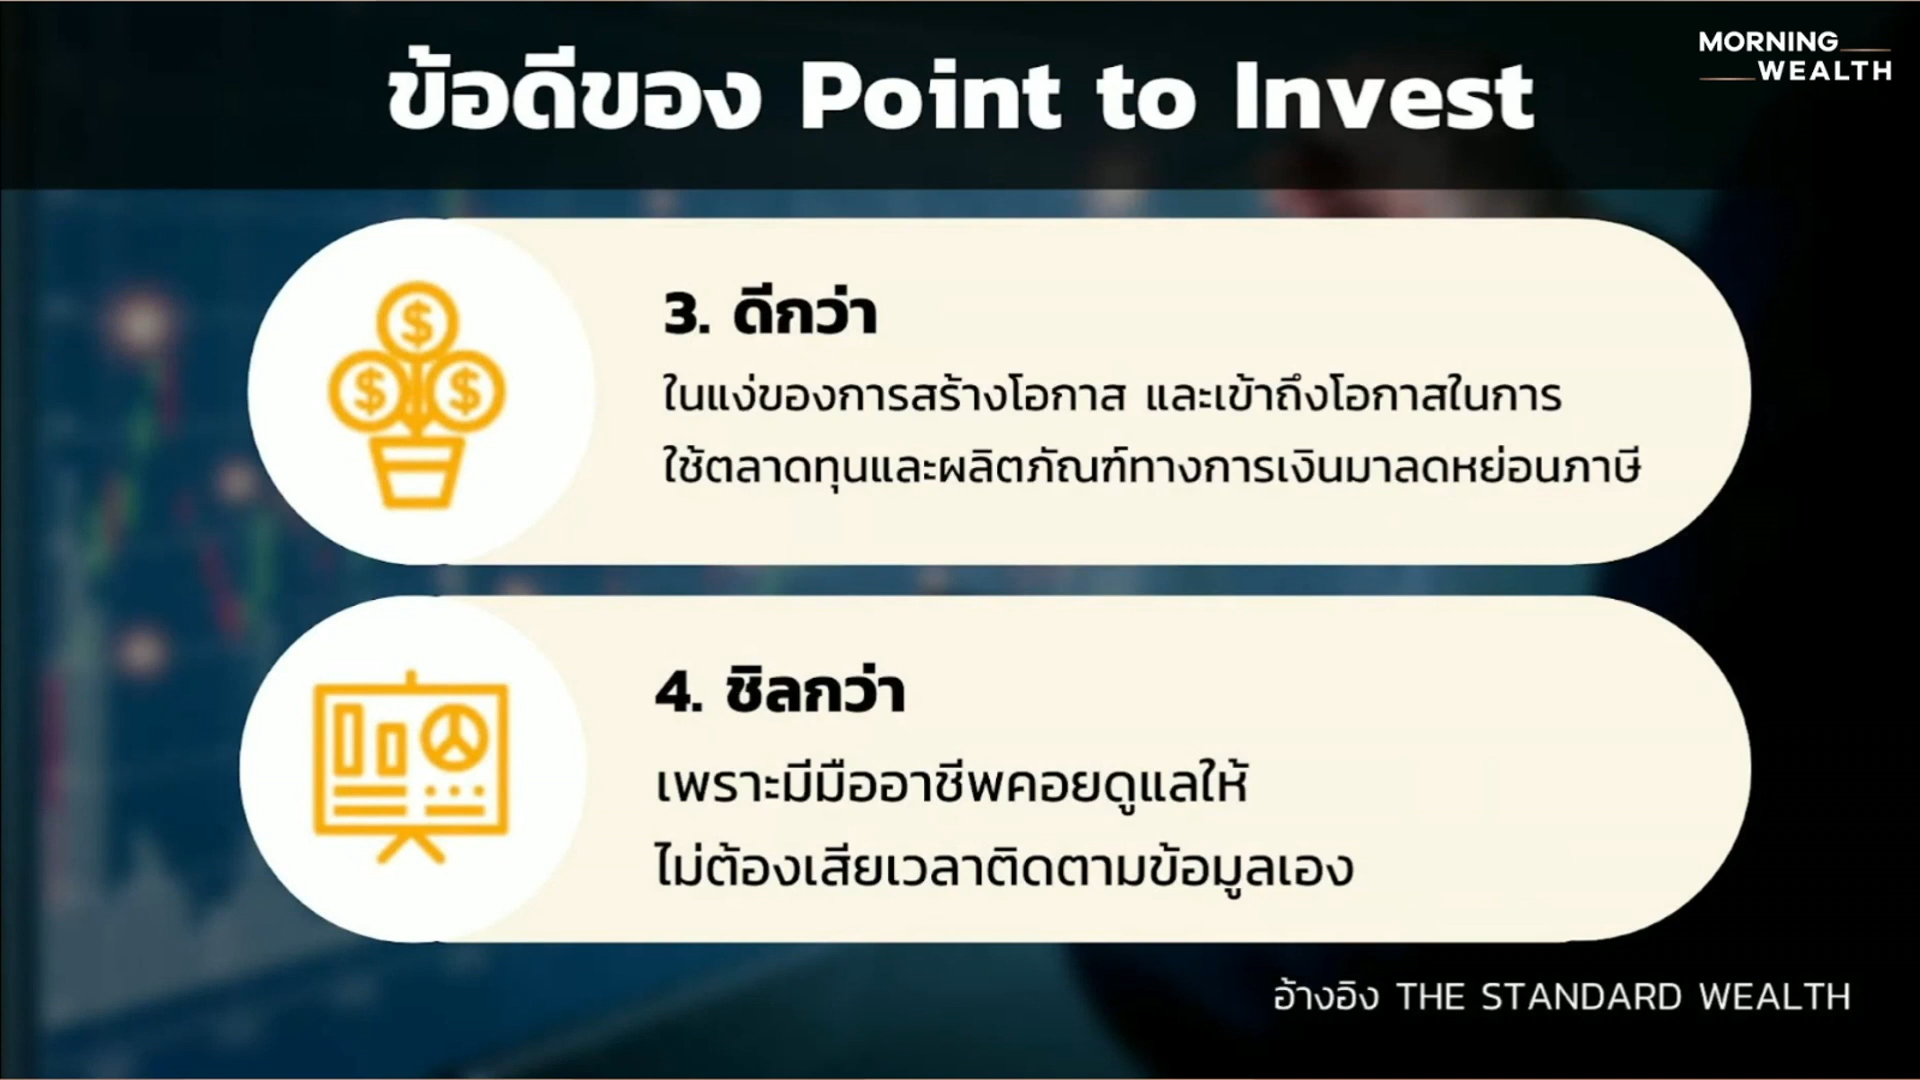 MORNING
WEALTH
ข้อดีของ Point to Invest
3. ดีกว่า
ในแง่ของการสร้างโอกาส และเข้าถึงโอกาสในการ
ใช้ตลาดทุนและผลิตภัณฑ์ทางการเงินมาลดหย่อนภาษี
4. ชิลกว่า
เพราะมีมืออาชีพคอยดูแลให้
ไม่ต้องเสียเวลาติดตามข้อมูลเอง
อ้างอิง THE STANDARD WEALTH